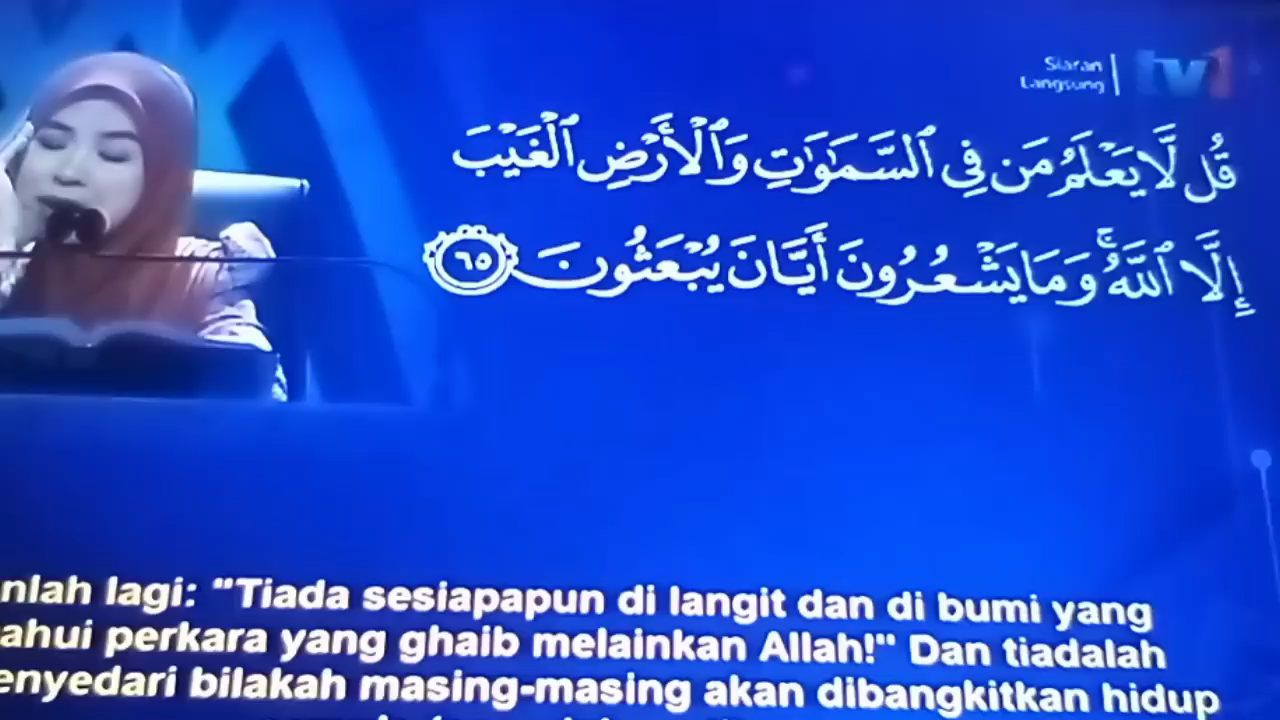 Siaran
Langsung
tv1
قُل لَّا يَعْلَمُ مَن فِي ٱلسَّمَٰوَٰتِ وَٱلْأَرْضِ ٱلْغَيْبَ
إِلَّا ٱللَّهُ ۚ وَمَا يَشْعُرُونَ أَيَّانَ يُبْعَثُونَ ٦٥
nlah lagi: "Tiada sesiapapun di langit dan di bumi yang
ahui perkara yang ghaib melainkan Allah!" Dan tiadalah
enyedari bilakah masing-masing akan dibangkitkan hidup